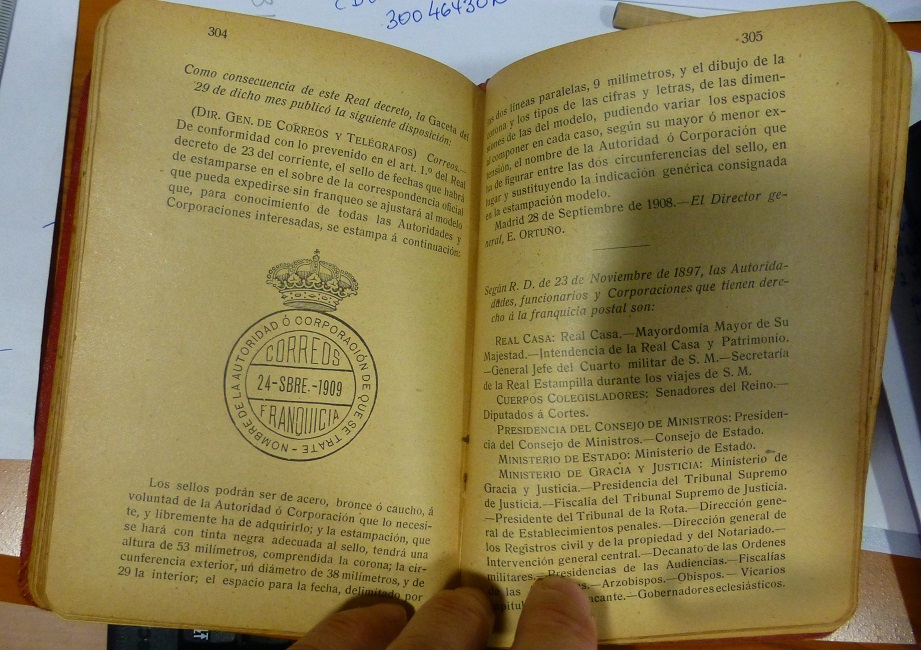 304
Como consecuencia de este Real decreto, la Gaceta del
29 de dicho mes publicó la siguiente disposición:
(DIR. GEN. DE CORREOS Y TELÉGRAFOS) Correos.—
De conformidad con lo prevenido en el art. 1.º del Real
decreto de 23 del corriente, el sello de fechas que habrá
de estamparse en el sobre de la correspondencia oficial
que pueda expedirse sin franqueo se ajustará al modelo
que, para conocimiento de todas las Autoridades y
Corporaciones interesadas, se estampa á continuación:
NOMBRE DE LA AUTORIDAD Ó CORPORACIÓN DE QUE SE TRATE
CORREOS
24-SBRE.-1909
FRANQUICIA
Los sellos podrán ser de acero, bronce ó caucho, á
voluntad de la Autoridad ó Corporación que lo necesi-
te, y libremente ha de adquirirlo; y la estampación, que
se hará con tinta negra adecuada al sello, tendrá una
altura de 53 milímetros, comprendida la corona; la cir-
cunferencia exterior, un diámetro de 38 milímetros, y de
29 la interior; el espacio para la fecha, delimitado por
305
dos líneas paralelas, 9 milímetros, y el dibujo de la
corona y los tipos de las cifras y letras, de las dimen-
siones de las del modelo, pudiendo variar los espacios
al componer en cada caso, según su mayor ó menor ex-
tensión, el nombre de la Autoridad ó Corporación que
ha de figurar entre las dos circunferencias del sello, en
lugar y sustituyendo la indicación genérica consignada
en la estampación modelo.
Madrid 28 de Septiembre de 1908.—El Director ge-
neral, E. ORTUÑO.
Según R. D. de 23 de Noviembre de 1897, las Autorida-
des, funcionarios y Corporaciones que tienen dere-
cho á la franquicia postal son:
REAL CASA: Real Casa.—Mayordomía Mayor de Su
Majestad.—Intendencia de la Real Casa y Patrimonio.
—General Jefe del Cuarto militar de S. M.—Secretaría
de la Real Estampilla durante los viajes de S. M.
CUERPOS COLEGISLADORES: Senadores del Reino.—
Diputados á Cortes.
PRESIDENCIA DEL CONSEJO DE MINISTROS: Presiden-
cia del Consejo de Ministros.—Consejo de Estado.
MINISTERIO DE ESTADO: Ministerio de Estado.
MINISTERIO DE GRACIA Y JUSTICIA: Ministerio de
Gracia y Justicia.—Presidencia del Tribunal Supremo
de Justicia.—Fiscalía del Tribunal Supremo de Justicia.
—Presidente del Tribunal de la Rota.—Dirección gene-
ral de Establecimientos penales.—Dirección general de
los Registros civil y de la propiedad y del Notariado.—
Intervención general central.—Decanato de las Ordenes
militares.—Presidencias de las Audiencias.—Fiscalías
de las Arzobispos.—Obispos.—Vicarios
vacante.—Gobernadores eclesiásticos.